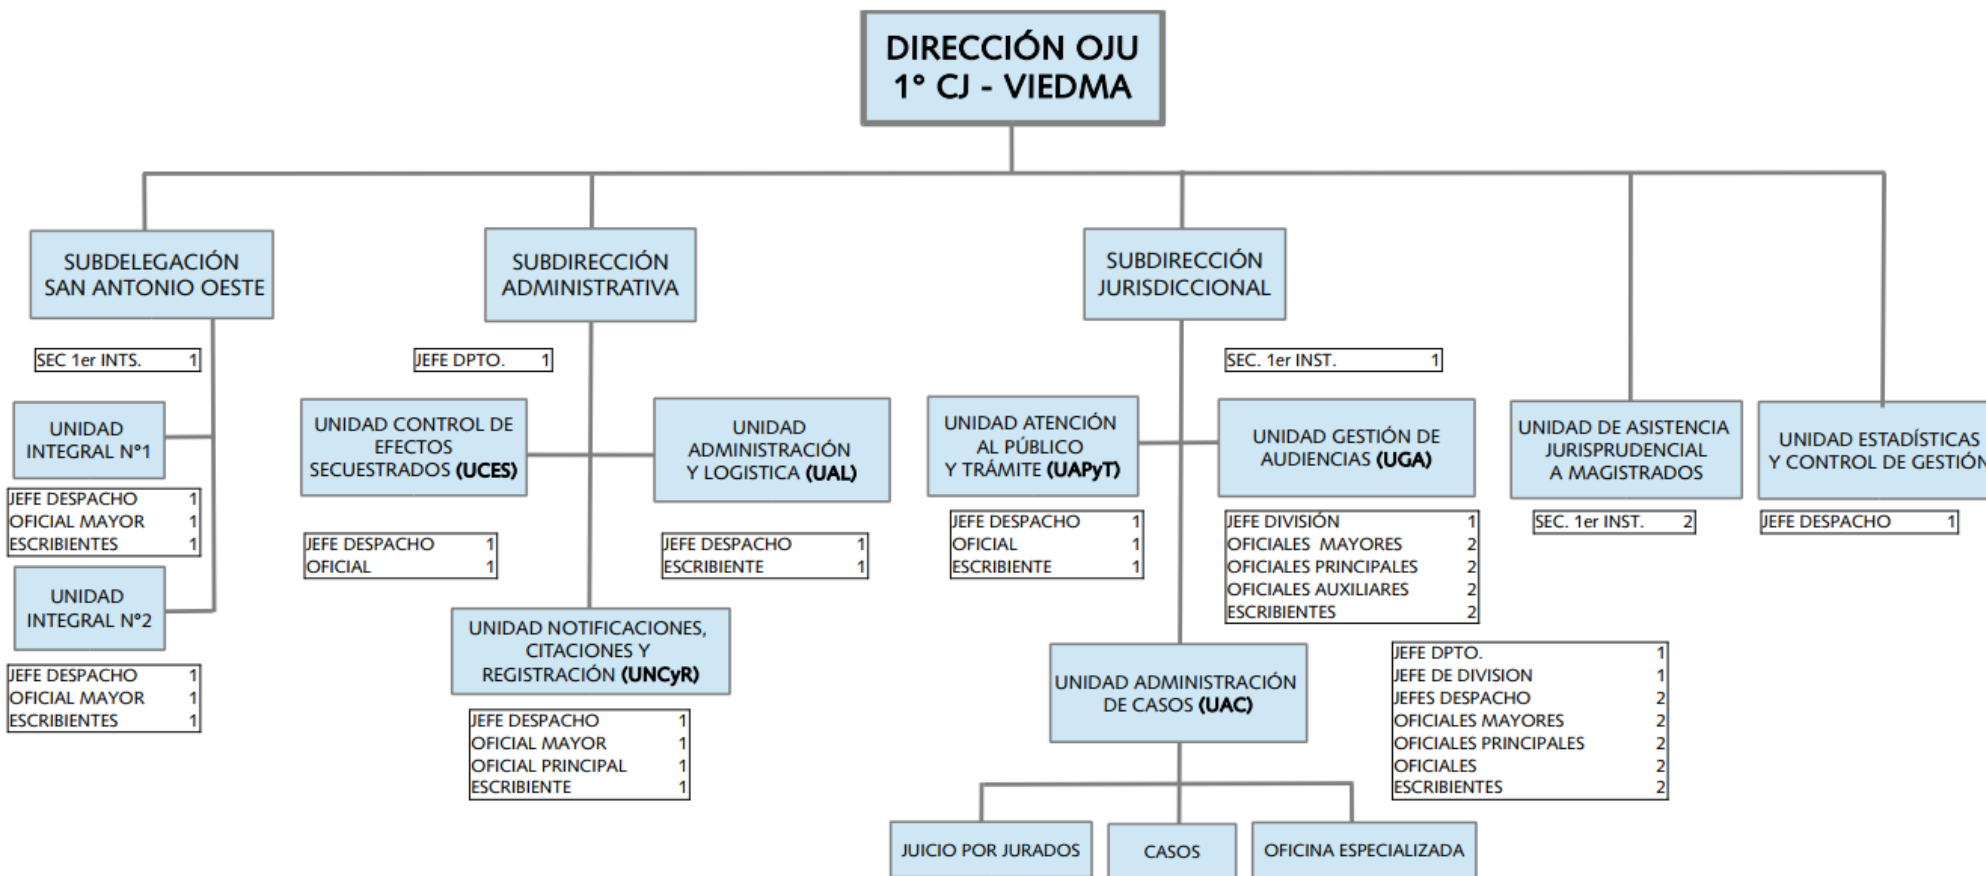 DIRECCIÓN OJU
1° CJ - VIEDMA
SUBDELEGACIÓN
SAN ANTONIO OESTE
SEC 1er INTS. 1
UNIDAD
INTEGRAL N°1
JEFE DESPACHO 1
OFICIAL MAYOR 1
ESCRIBIENTES 1
UNIDAD
INTEGRAL N°2
JEFE DESPACHO 1
OFICIAL MAYOR 1
ESCRIBIENTES 1
SUBDIRECCIÓN
ADMINISTRATIVA
JEFE DPTO. 1
UNIDAD CONTROL DE
EFECTOS
SECUESTRADOS (UCES)
JEFE DESPACHO 1
OFICIAL 1
UNIDAD
ADMINISTRACIÓN
Y LOGISTICA (UAL)
JEFE DESPACHO 1
ESCRIBIENTE 1
UNIDAD NOTIFICACIONES,
CITACIONES Y
REGISTRACIÓN (UNCyR)
JEFE DESPACHO 1
OFICIAL MAYOR 1
OFICIAL PRINCIPAL 1
ESCRIBIENTE 1
SUBDIRECCIÓN
JURISDICCIONAL
SEC. 1er INST. 1
UNIDAD ATENCIÓN
AL PÚBLICO
Y TRÁMITE (UAPyT)
JEFE DESPACHO 1
OFICIAL 1
ESCRIBIENTE 1
UNIDAD GESTIÓN DE
AUDIENCIAS (UGA)
JEFE DIVISIÓN 1
OFICIALES MAYORES 2
OFICIALES PRINCIPALES 2
OFICIALES AUXILIARES 2
ESCRIBIENTES 2
UNIDAD ADMINISTRACIÓN
DE CASOS (UAC)
JEFE DPTO. 1
JEFE DE DIVISION 1
JEFES DESPACHO 2
OFICIALES MAYORES 2
OFICIALES PRINCIPALES 2
OFICIALES 2
ESCRIBIENTES 2
JUICIO POR JURADOS
CASOS
OFICINA ESPECIALIZADA
UNIDAD DE ASISTENCIA
JURISPRUDENCIAL
A MAGISTRADOS
SEC. 1er INST. 2
UNIDAD ESTADÍSTICAS
Y CONTROL DE GESTIÓN
JEFE DESPACHO 1